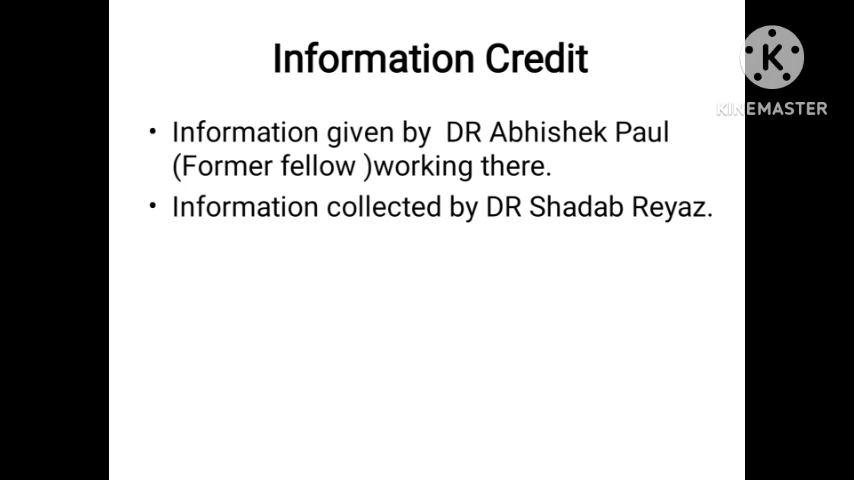 Information Credit
K
KINEMASTER
• Information given by  DR Abhishek Paul
(Former fellow )working there.
• Information collected by DR Shadab Reyaz.